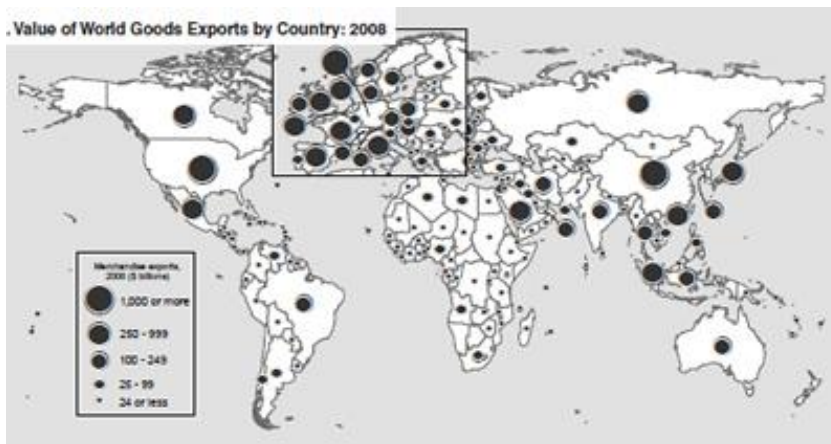 . Value of World Goods Exports by Country: 2008
Merchandise exports,
2008 ($ billions)
1,000 or more
250 - 999
100 - 249
25 - 99
24 or less